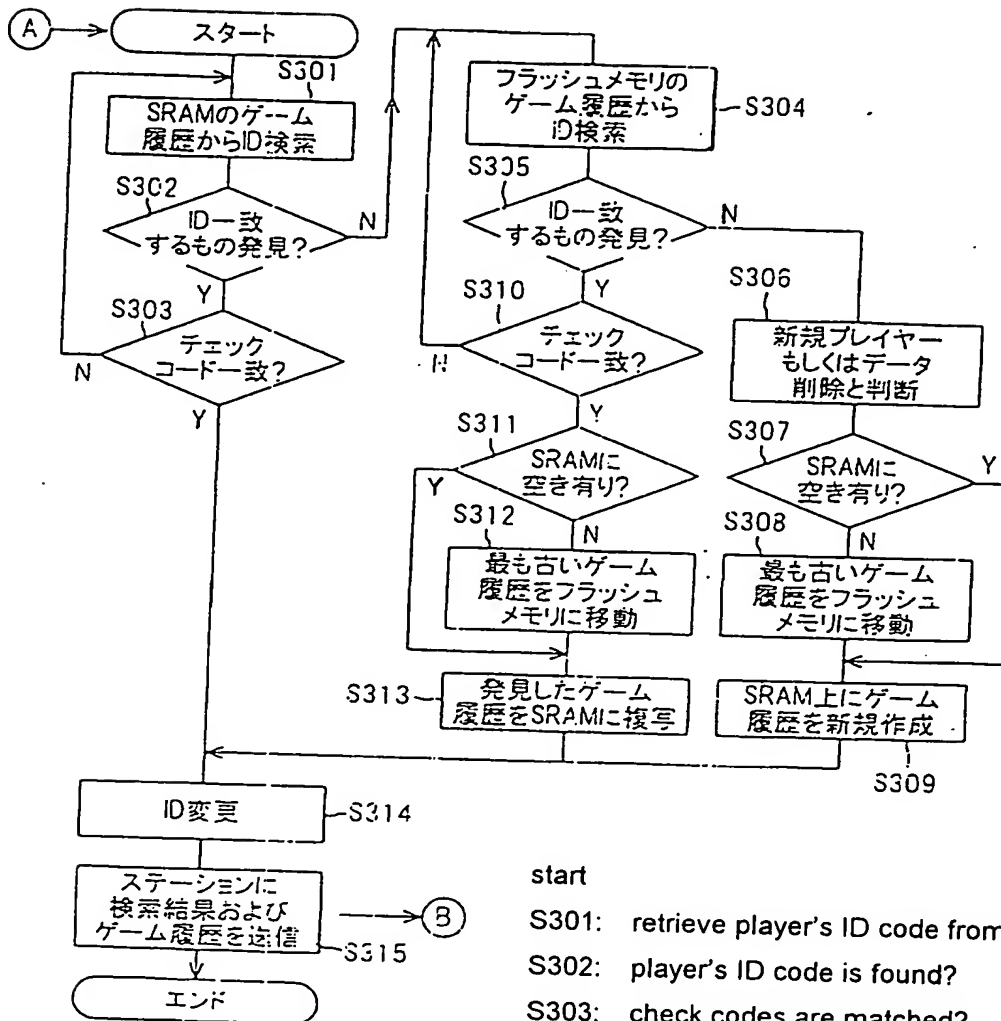 A
スタート
S301
SRAMのゲーム
履歴からID検索
S302
ID一致
するもの発見?
N
Y
S303
チェック
コード一致?
N
Y
フラッシュメモリの
ゲーム履歴から
ID検索
S304
S305
ID一致
するもの発見?
N
Y
S310
チェック
コード一致?
N
Y
S306
新規プレイヤー
もしくはデータ
削除と判断
S311
SRAMに
空き有り?
Y
N
S307
SRAMに
空き有り?
Y
N
S312
最も古いゲーム
履歴をフラッシュ
メモリに移動
S308
最も古いゲーム
履歴をフラッシュ
メモリに移動
S313
発見したゲーム
履歴をSRAMに複写
SRAM上にゲーム
履歴を新規作成
S309
ID変更
S314
ステーションに
検索結果および
ゲーム履歴を送信
S315
B
エンド
start
S301: retrieve player's ID code from
S302: player's ID code is found?
S303: check codes are matched?